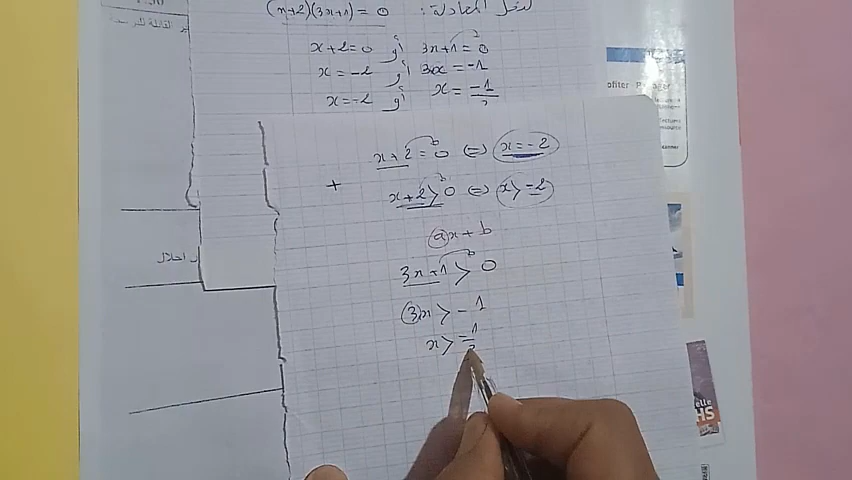 لنحل المعادلة : (x+2)(3x+1) = 0
x+2=0 أو 3x+1=0
x=-2 أو 3x=-1
x=-2 أو x=-1/3
x+2=0 ⇔ x=-2
+ x+2>0 ⇔ x>-2
ax+b
3x+1>0
3x>-1
x>-1/3